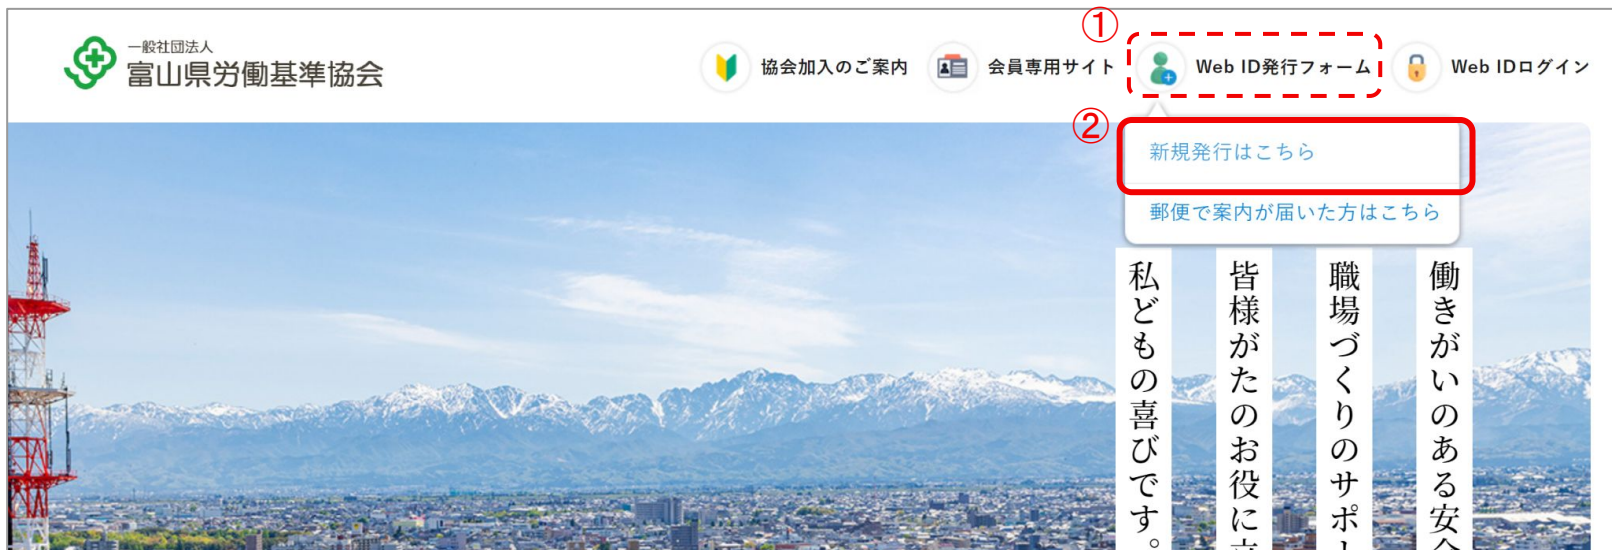 一般社団法人
富山県労働基準協会
協会加入のご案内
会員専用サイト
①
Web ID発行フォーム
Web IDログイン
②
新規発行はこちら
郵便で案内が届いた方はこちら
働きがいのある安全
職場づくりのサポー
皆様がたのお役に立
私どもの喜びです。